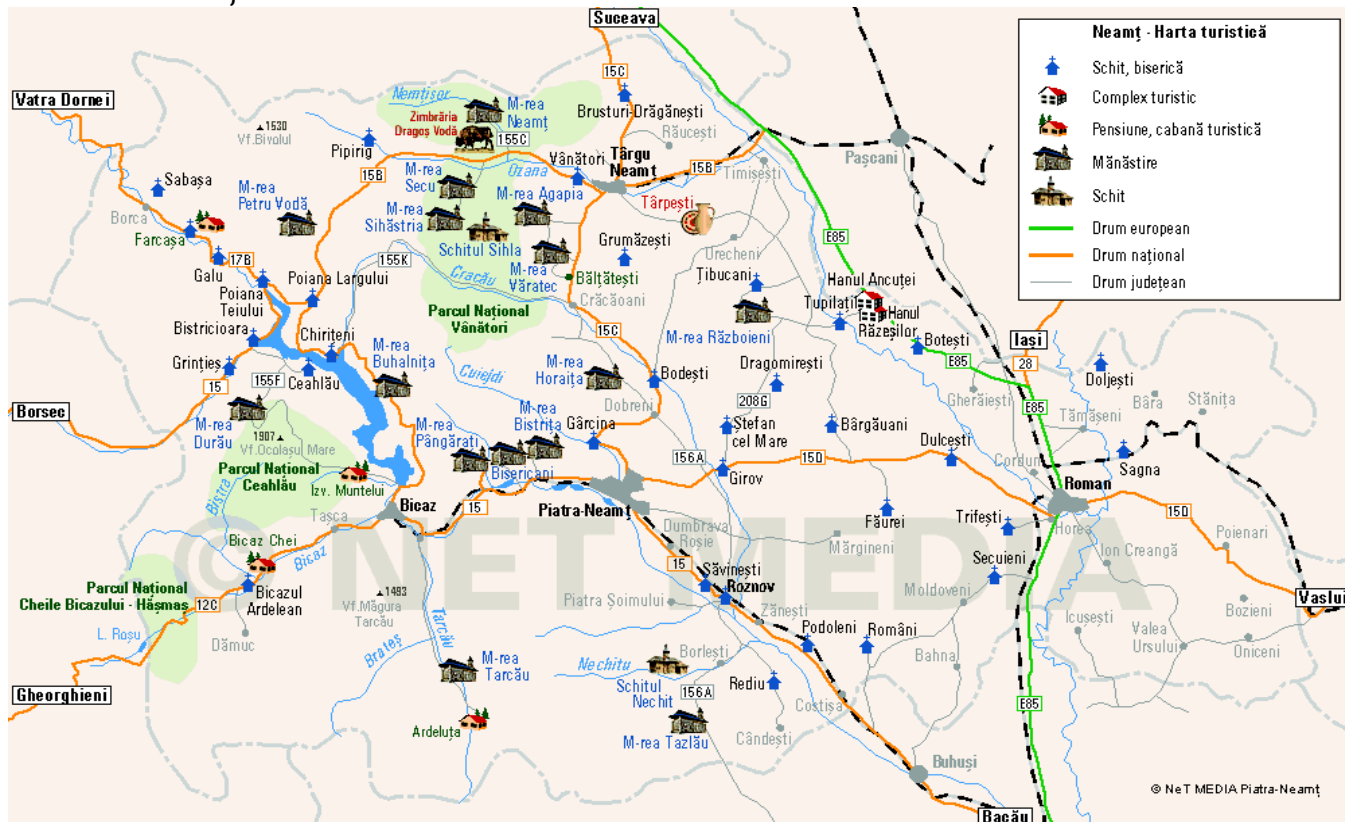 Suceava
Neamț - Harta turistică
Schit, biserică
Complex turistic
Pensiune, cabană turistică
Mănăstire
Schit
Drum european
Drum național
Drum județean
Vatra Dornei
15C
Nemțișor
M-rea
Neamț
Zimbrăria
Dragoș Vodă
155C
Brusturi-Drăgănești
Răucești
1530
Vf.Bivolul
Pipirig
15B
Ozana
Vânători
Târgu
Neamț
15B
Timișești
Pașcani
Sabașa
Borca
Farcașa
Galu
17B
M-rea
Petru Vodă
M-rea
Secu
M-rea Agapia
M-rea
Sihăstria
Schitul Sihla
M-rea
Văratec
Târpești
Grumăzești
Urecheni
E85
155K
Cracău
Bălțătești
Crăcăoani
Țibucani
Hanul Ancuței
Tupilați
Hanul
Răzeșilor
Poiana
Teiului
Poiana Largului
Parcul Național
Vânători
15C
M-rea Războieni
Botești
Iași
28
Bistricioara
Chirițeni
Grințieș
15
155F
Ceahlău
M-rea
Buhalnița
Cuiejdi
M-rea
Horaița
Bodești
Dragomirești
208G
E85
Gherăiești
Doljești
Bâra
Stănița
Borsec
M-rea
Durău
1907
Vf.Ocolașul Mare
Parcul Național
Ceahlău
M-rea
Pângărați
M-rea
Bistrița
Bisericani
Gârcina
Dobreni
Ștefan
cel Mare
Bârgăuani
Dulcești
E85
Tămășeni
Cordun
Sagna
Izv. Muntelui
Bistra
156A
Girov
15D
Roman
15D
Tașca
Bicaz
15
Piatra-Neamț
Dumbrava
Roșie
Mărgineni
Făurei
Trifești
Horea
Poienari
Ion Creangă
Bicaz Chei
Bicaz
© NET MEDIA
Parcul Național
Cheile Bicazului - Hășmaș
12C
Bicazul
Ardelean
1493
Vf.Măgura
Tarcău
15
Săvinești
Roznov
Piatra Șoimului
Zănești
Secuieni
Moldoveni
Bozieni
Vaslui
L. Roșu
Dămuc
Tarcău
Brateș
Podoleni
Români
Icușești
Valea
Ursului
Oniceni
Gheorghieni
M-rea
Tarcău
Nechitu
Schitul
Nechit
Borlești
156A
Rediu
Bahna
Ardeluța
M-rea Tazlău
Cândești
Costișa
E85
Buhuși
Bacău
© NeT MEDIA Piatra-Neamț